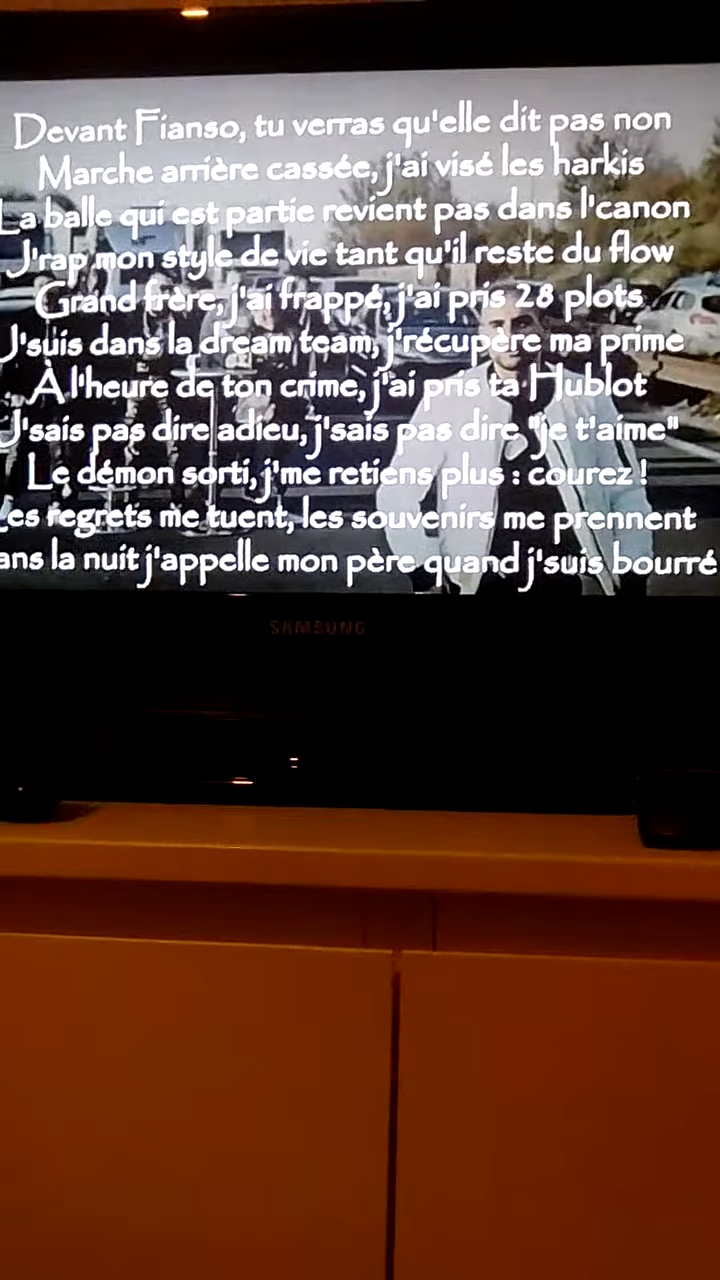 Devant Fianso, tu verras qu'elle dit pas non
Marche arrière cassée, j'ai visé les harkis
La balle qui est partie revient pas dans l'canon
J'rap mon style de vie tant qu'il reste du flow
Grand frère, j'ai frappé, j'ai pris 28 plots
J'suis dans la dream team, j'récupère ma prime
À l'heure de ton crime, j'ai pris ta Hublot
J'sais pas dire adieu, j'sais pas dire "je t'aime"
Le démon sorti, j'me retiens plus : courez !
es regrets me tuent, les souvenirs me prennent
ans la nuit j'appelle mon père quand j'suis bourré
SAMSUNG